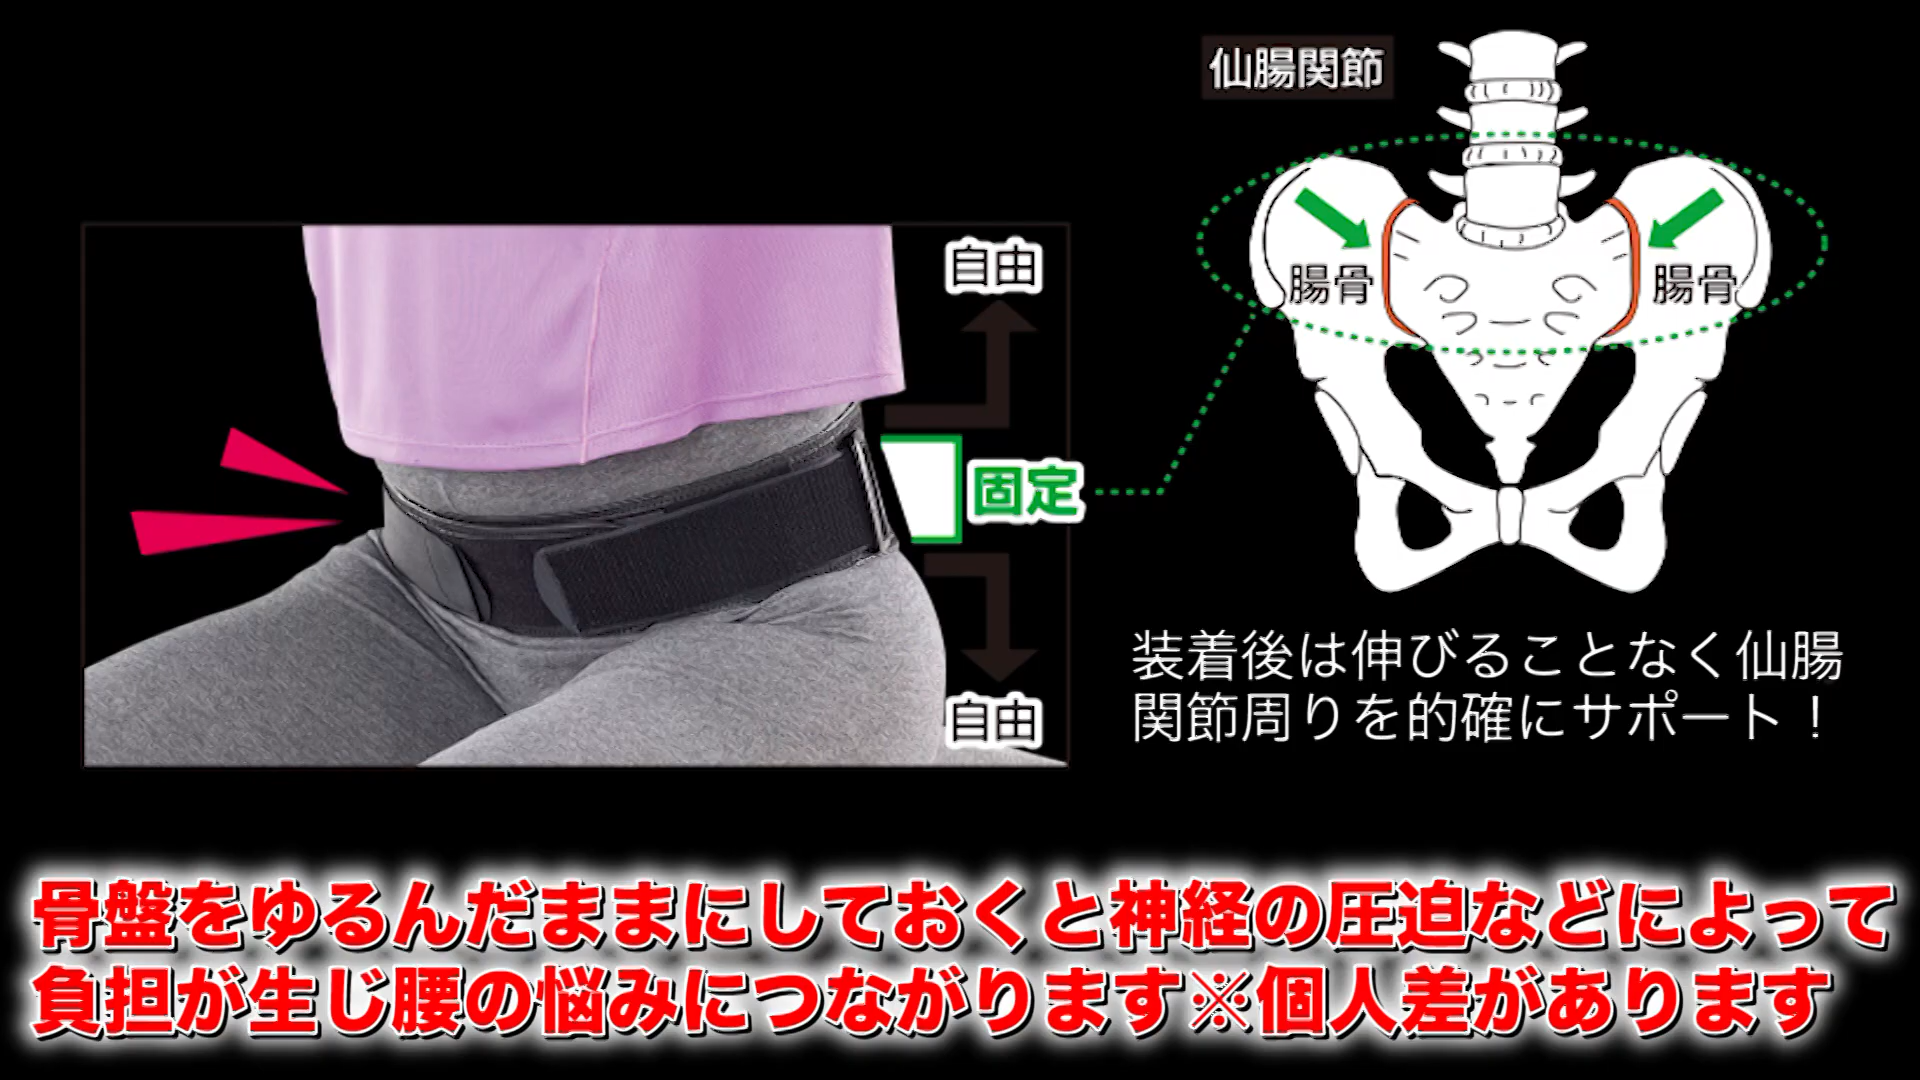 仙腸関節
腸骨
腸骨
自由
固定
自由
装着後は伸びることなく仙腸
関節周りを的確にサポート！
骨盤をゆるんだままにしておくと神経の圧迫などによって
負担が生じ腰の悩みにつながります※個人差があります